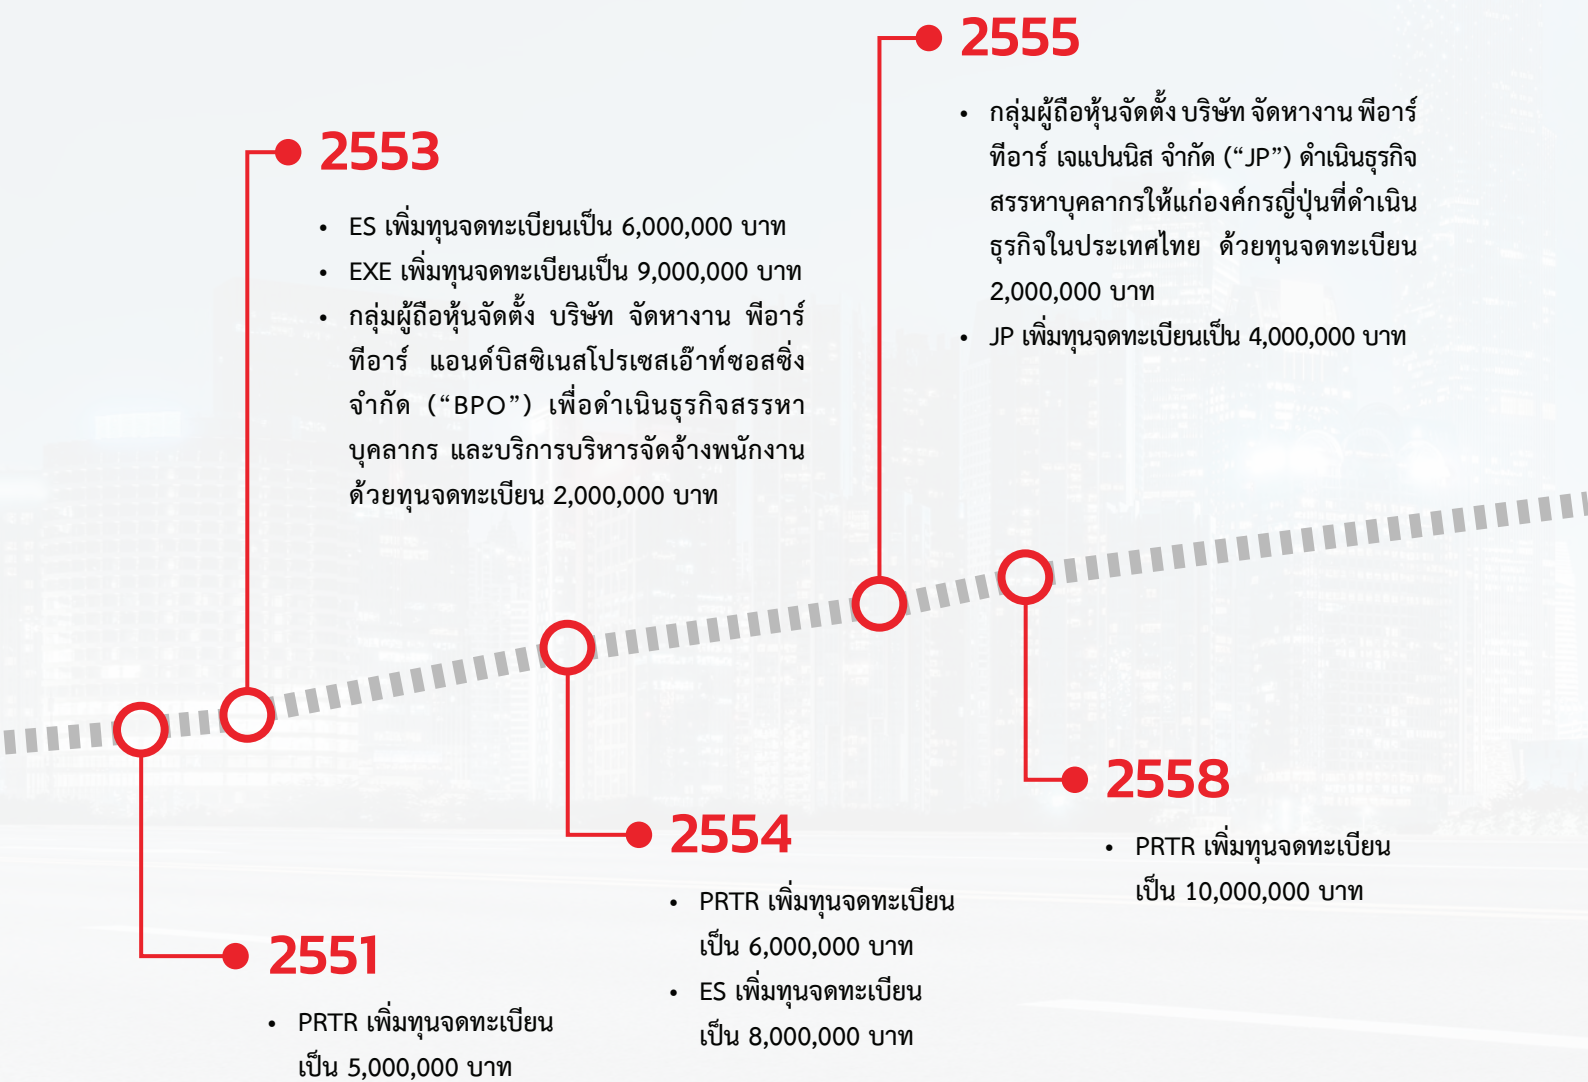 2555
• กลุ่มผู้ถือหุ้นจัดตั้ง บริษัท จัดหางาน พีอาร์
ทีอาร์ เจแปนนิส จำกัด (“JP”) ดำเนินธุรกิจ
สรรหาบุคลากรให้แก่องค์กรญี่ปุ่นที่ดำเนิน
ธุรกิจในประเทศไทย ด้วยทุนจดทะเบียน
2,000,000 บาท
• JP เพิ่มทุนจดทะเบียนเป็น 4,000,000 บาท
2553
• ES เพิ่มทุนจดทะเบียนเป็น 6,000,000 บาท
• EXE เพิ่มทุนจดทะเบียนเป็น 9,000,000 บาท
• กลุ่มผู้ถือหุ้นจัดตั้ง บริษัท จัดหางาน พีอาร์
ทีอาร์ แอนด์บิสซิเนสโปรเซสเอ๊าท์ซอสซิ่ง
จำกัด (“BPO”) เพื่อดำเนินธุรกิจสรรหา
บุคลากร และบริการบริหารจัดจ้างพนักงาน
ด้วยทุนจดทะเบียน 2,000,000 บาท
2558
• PRTR เพิ่มทุนจดทะเบียน
เป็น 10,000,000 บาท
2554
• PRTR เพิ่มทุนจดทะเบียน
เป็น 6,000,000 บาท
• ES เพิ่มทุนจดทะเบียน
เป็น 8,000,000 บาท
2551
• PRTR เพิ่มทุนจดทะเบียน
เป็น 5,000,000 บาท